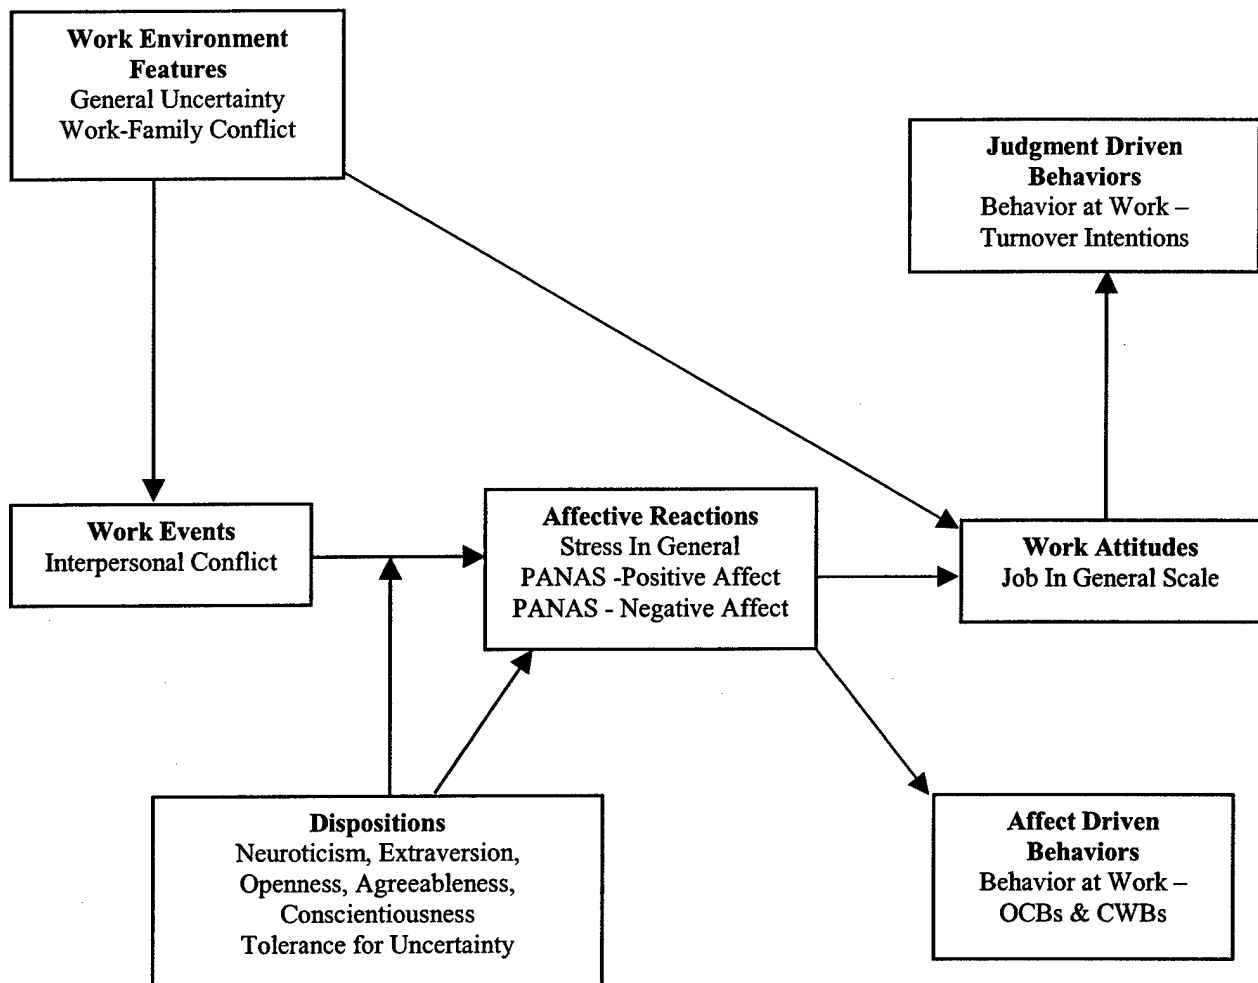 Work Environment
Features
General Uncertainty
Work-Family Conflict
Judgment Driven
Behaviors
Behavior at Work –
Turnover Intentions
Work Events
Interpersonal Conflict
Affective Reactions
Stress In General
PANAS -Positive Affect
PANAS - Negative Affect
Work Attitudes
Job In General Scale
Dispositions
Neuroticism, Extraversion,
Openness, Agreeableness,
Conscientiousness
Tolerance for Uncertainty
Affect Driven
Behaviors
Behavior at Work –
OCBs & CWBs